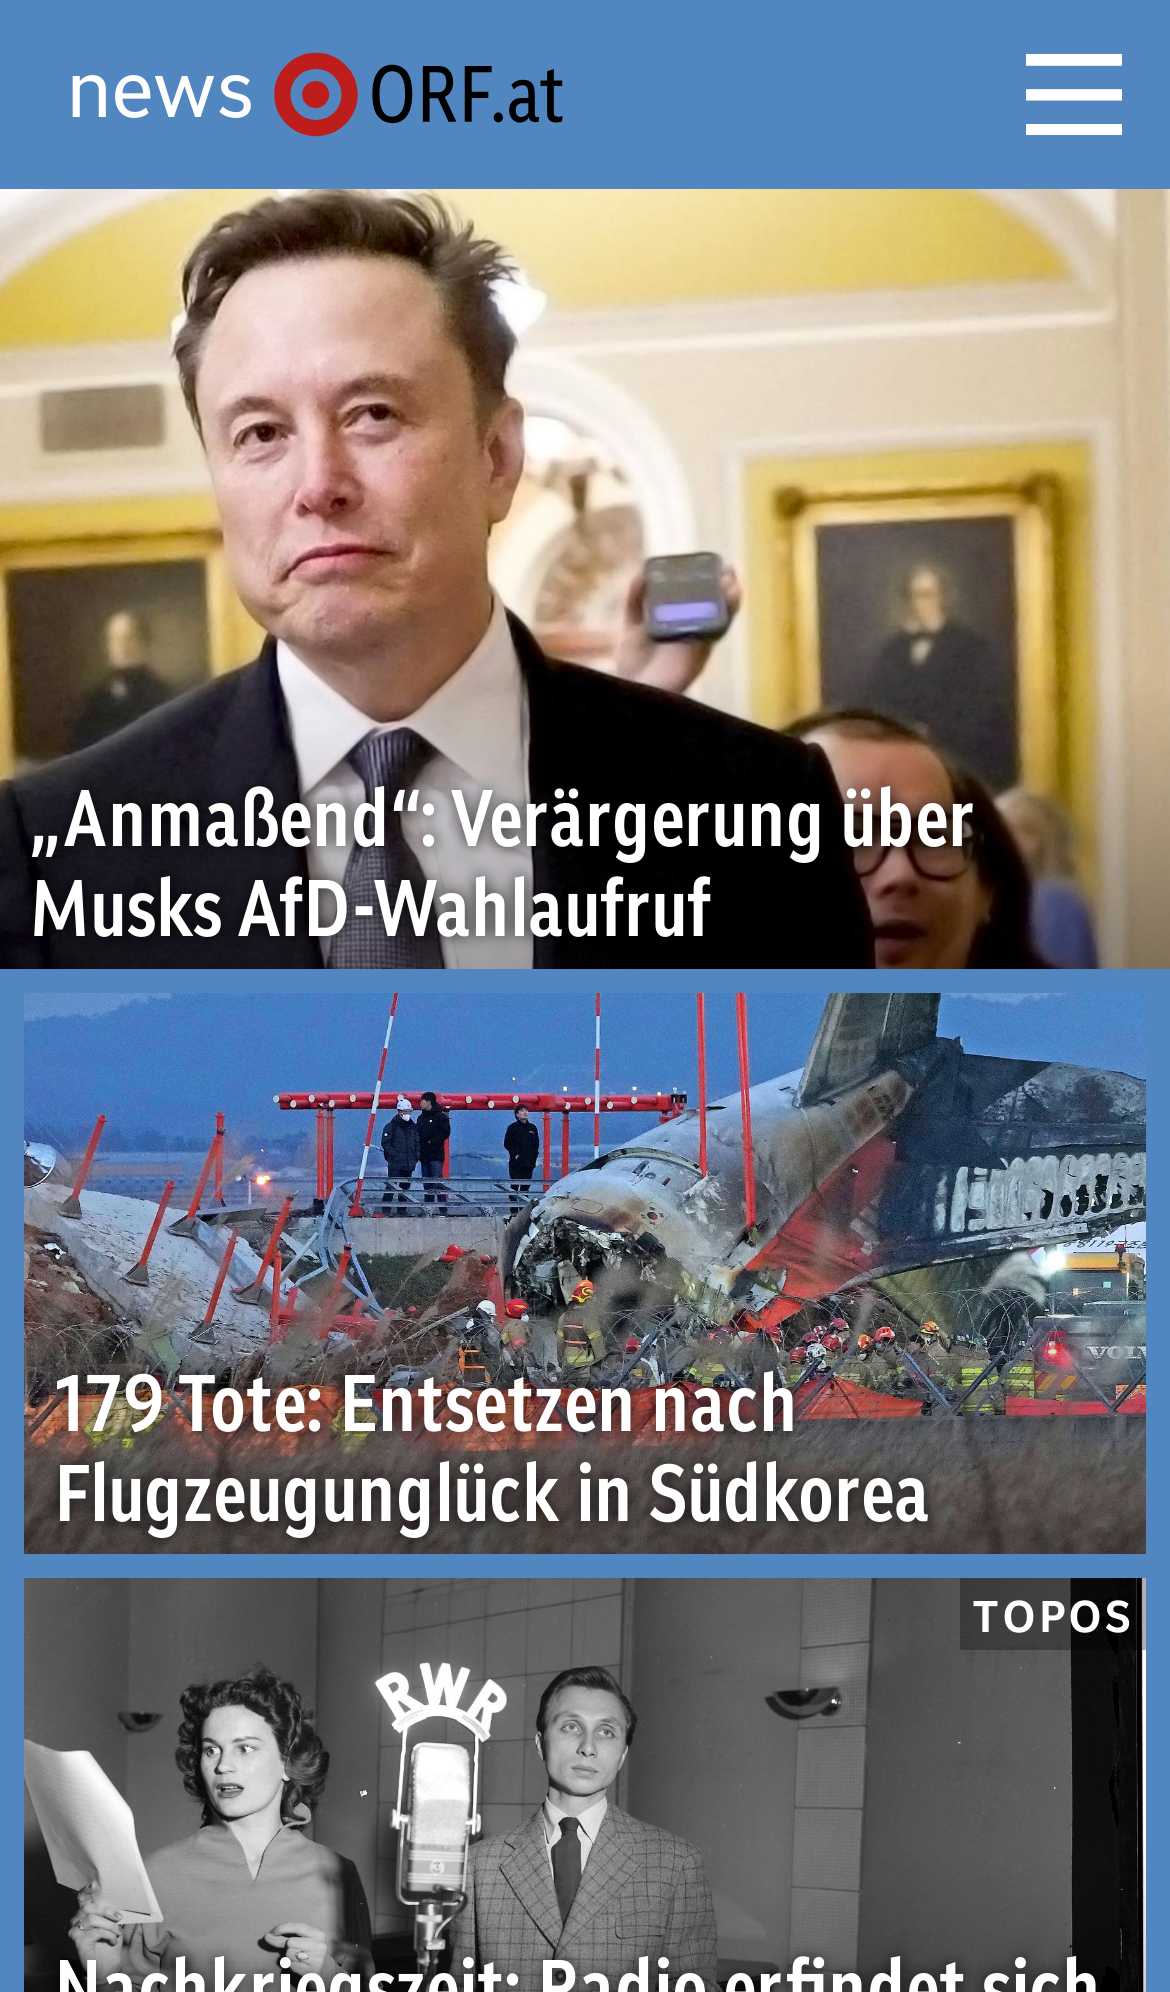 news ORF.at
„Anmaßend“: Verärgerung über
Musks AfD-Wahlaufruf
VOLV
179 Tote: Entsetzen nach
Flugzeugunglück in Südkorea
TOPOS
RWR
Nachkriegszeit: Radio erfindet sich